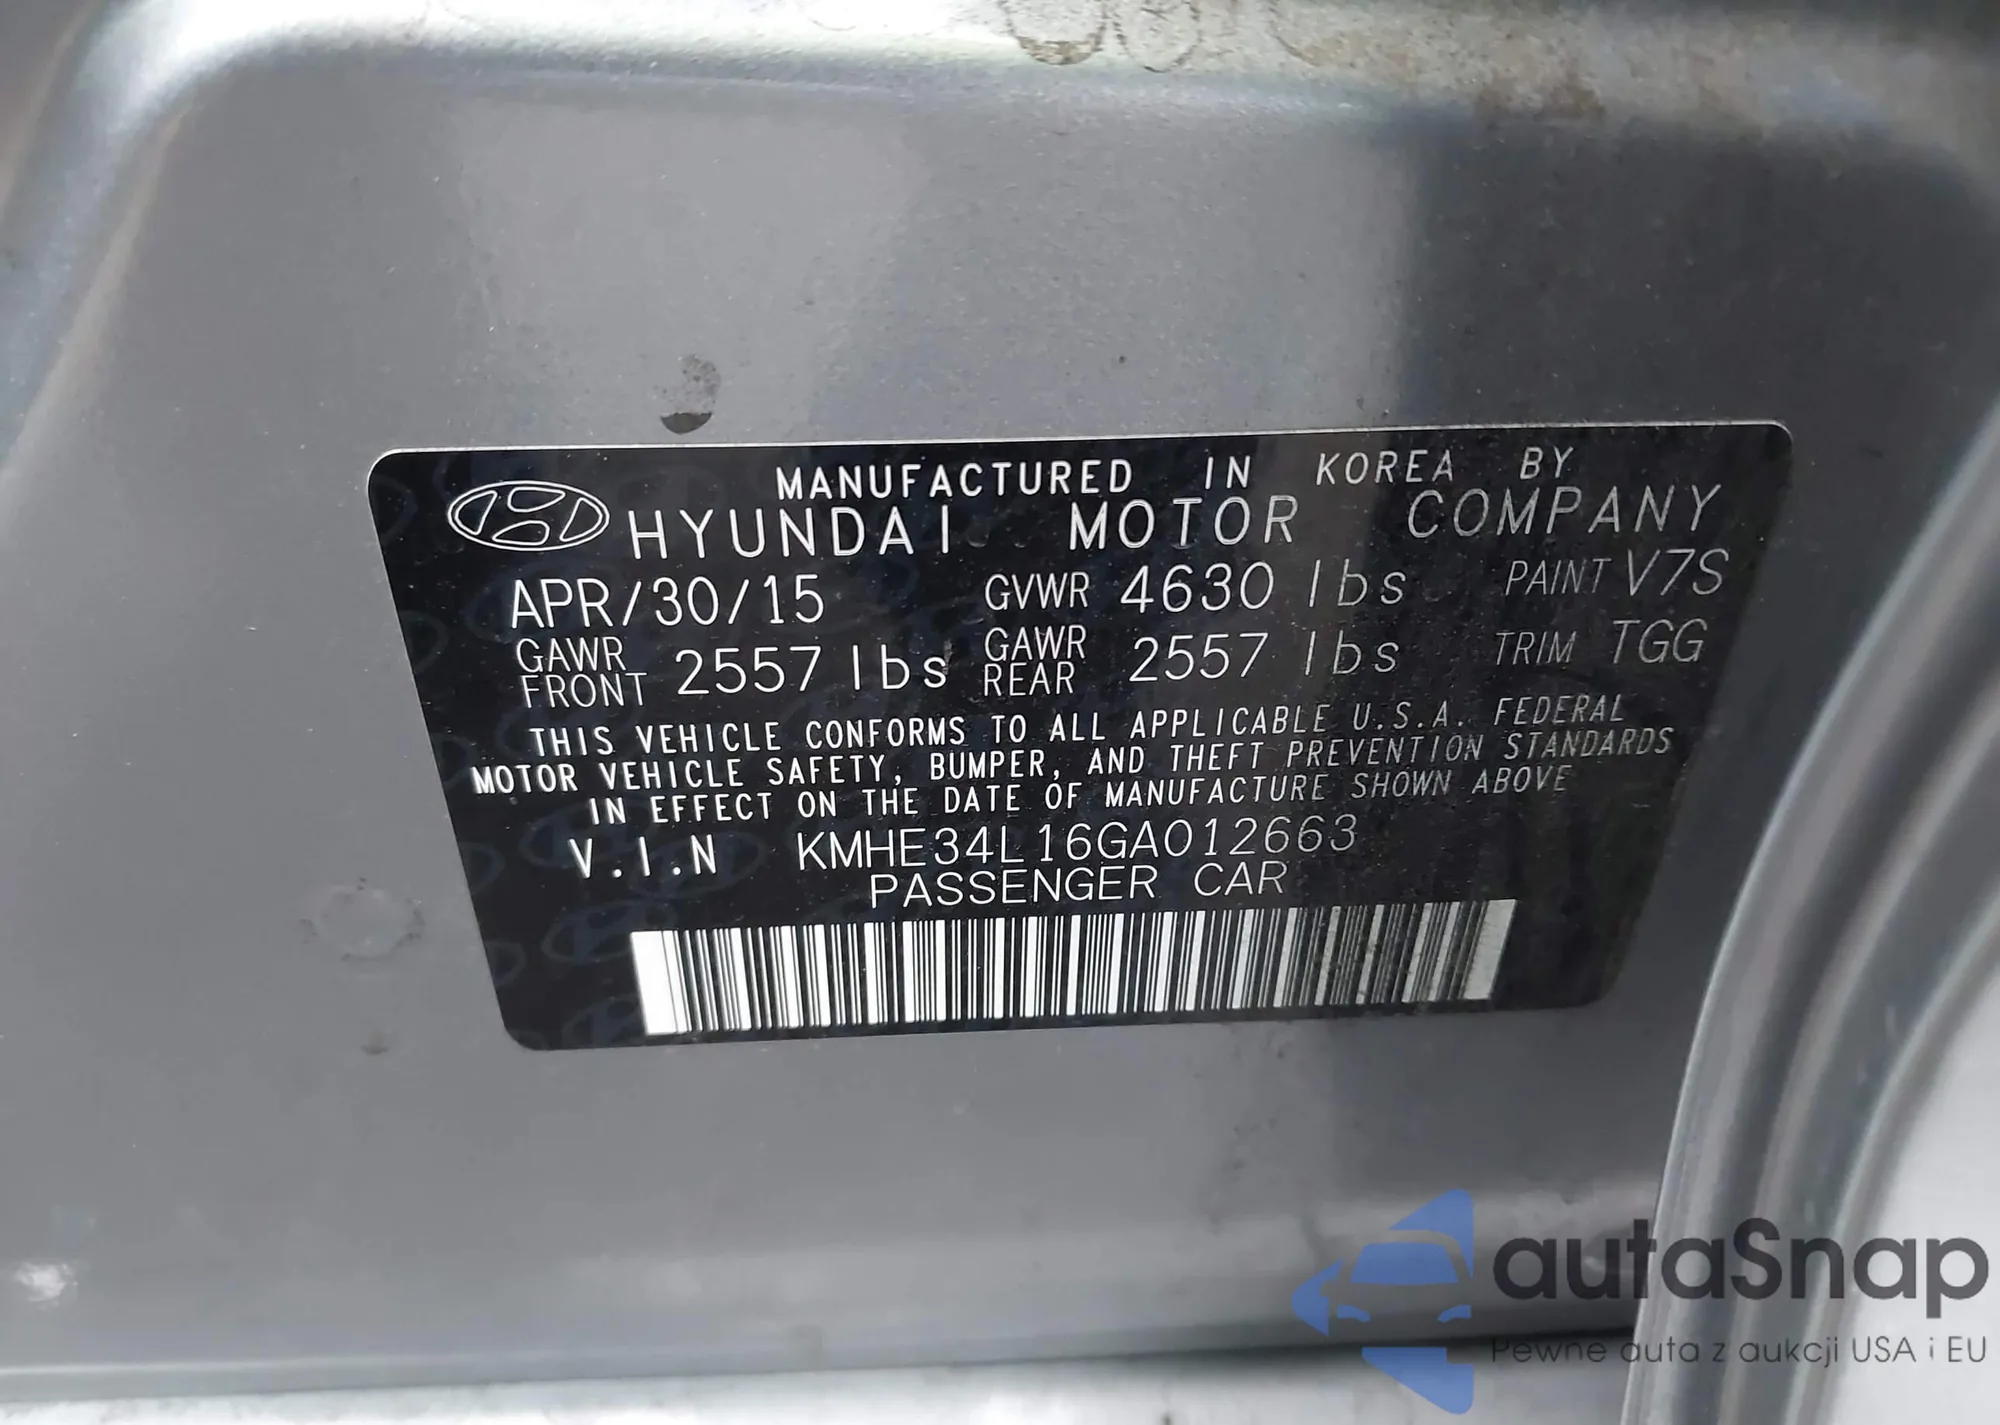 MANUFACTURED IN KOREA BY
HYUNDAI MOTOR COMPANY
APR/30/15 GVWR 4630 lbs PAINT V7S
GAWR FRONT 2557 lbs GAWR REAR 2557 lbs TRIM TGG
THIS VEHICLE CONFORMS TO ALL APPLICABLE U.S.A. FEDERAL
MOTOR VEHICLE SAFETY, BUMPER, AND THEFT PREVENTION STANDARDS
IN EFFECT ON THE DATE OF MANUFACTURE SHOWN ABOVE
V.I.N KMHE34L16GA012663
PASSENGER CAR
autaSnap
Pewne auta z aukcji USA i EU